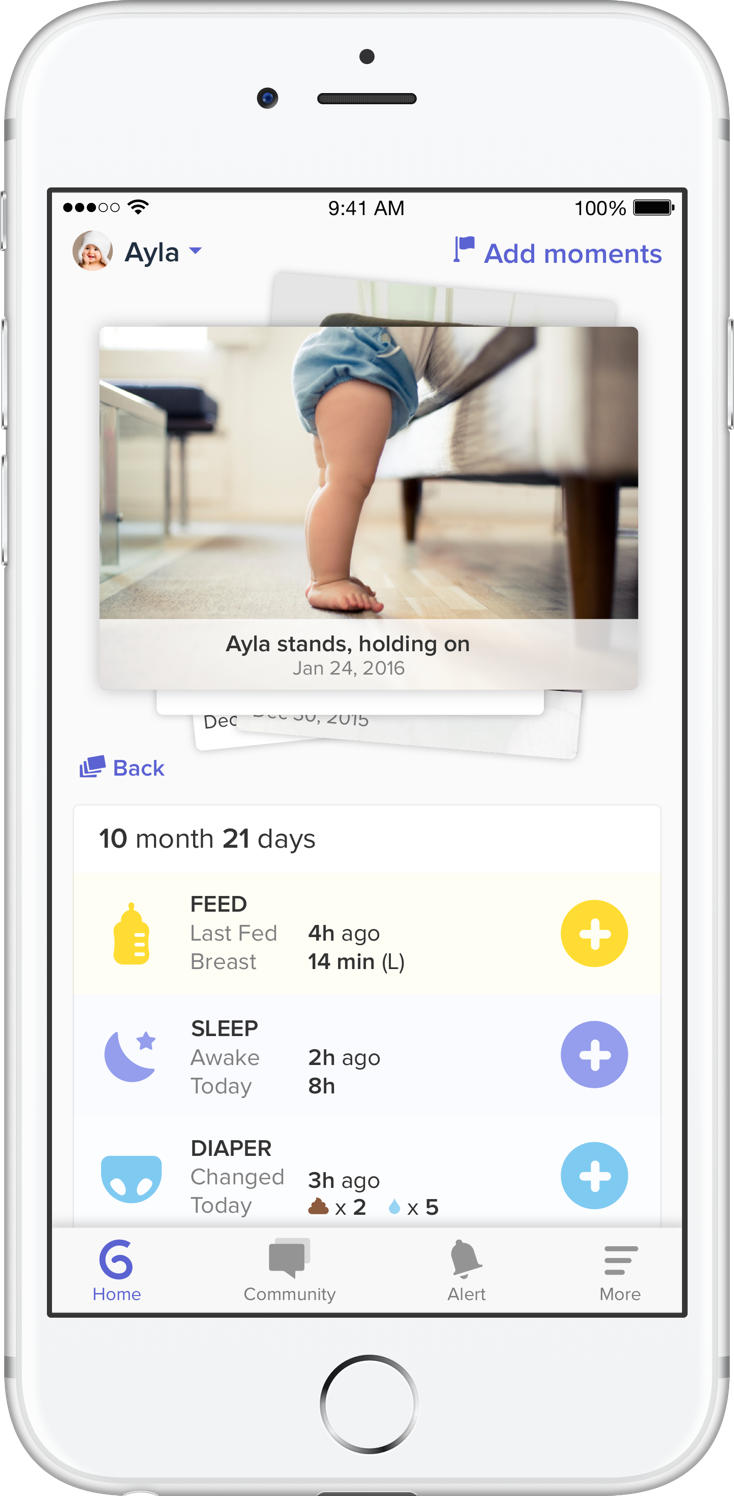 9:41 AM
100%
Ayla
Add moments
Ayla stands, holding on
Jan 24, 2016
Dec
Dec 30, 2015
Back
10 month 21 days
FEED
Last Fed 4h ago
Breast 14 min (L)
SLEEP
Awake 2h ago
Today 8h
DIAPER
Changed 3h ago
Today x 2 x 5
Home
Community
Alert
More